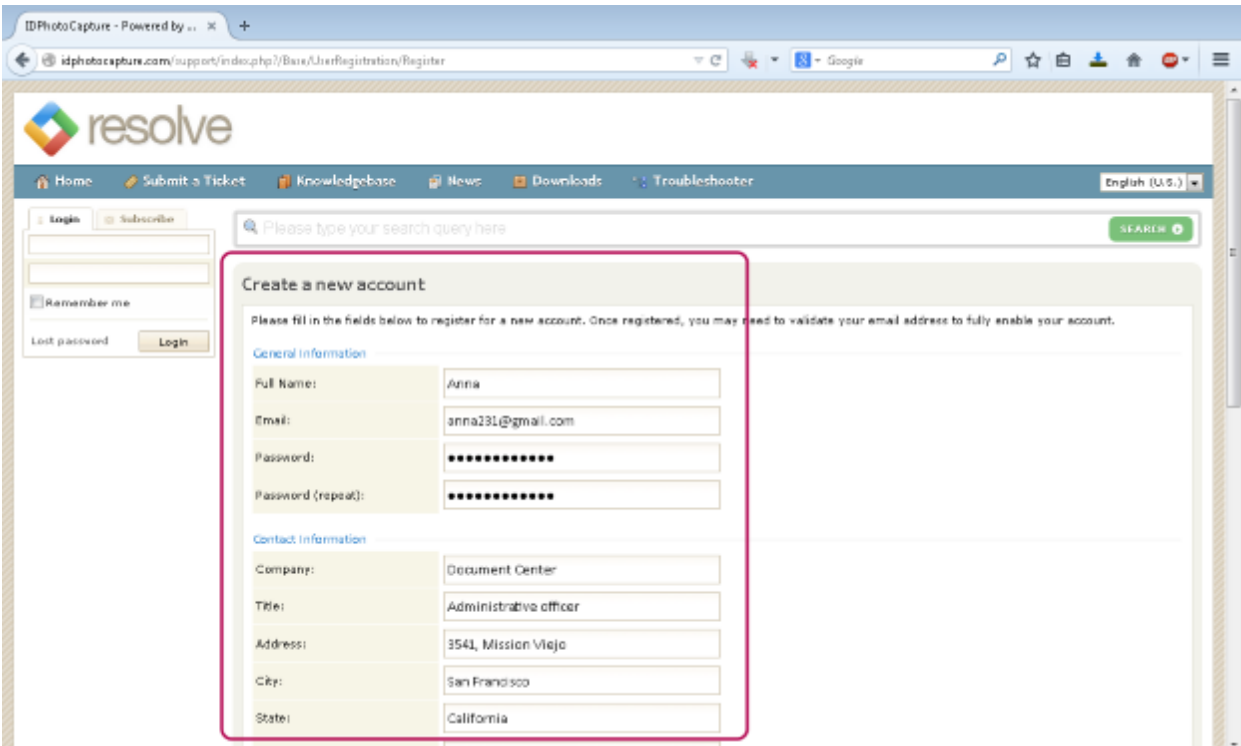 IDPhotoCapture - Powered by ...
idphotocapture.com/support/index.php?/Base/UserRegistration/Register
Google
resolve
Home Submit a Ticket Knowledgebase News Downloads Troubleshooter English (U.S.)
Login Subscribe
Please type your search query here SEARCH
Remember me
Lost password Login
Create a new account
Please fill in the fields below to register for a new account. Once registered, you may need to validate your email address to fully enable your account.
General Information
Full Name: Anna
Email: anna231@gmail.com
Password: ●●●●●●●●●●●●
Password (repeat): ●●●●●●●●●●●●
Contact Information
Company: Document Center
Title: Administrative officer
Address: 3541, Mission Viejo
City: San Francisco
State: California